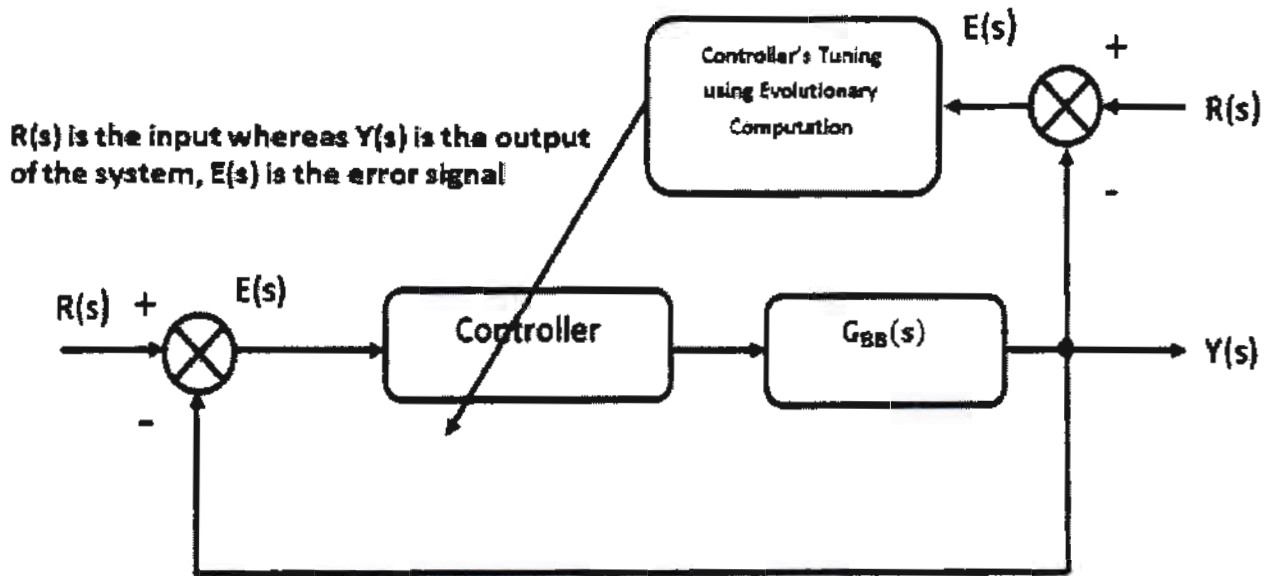 E(s)
+
Controller's Tuning
using Evolutionary
Computation
R(s)
R(s) is the input whereas Y(s) is the output
of the system, E(s) is the error signal
-
R(s)
+
E(s)
Controller
G_BB(s)
Y(s)
-